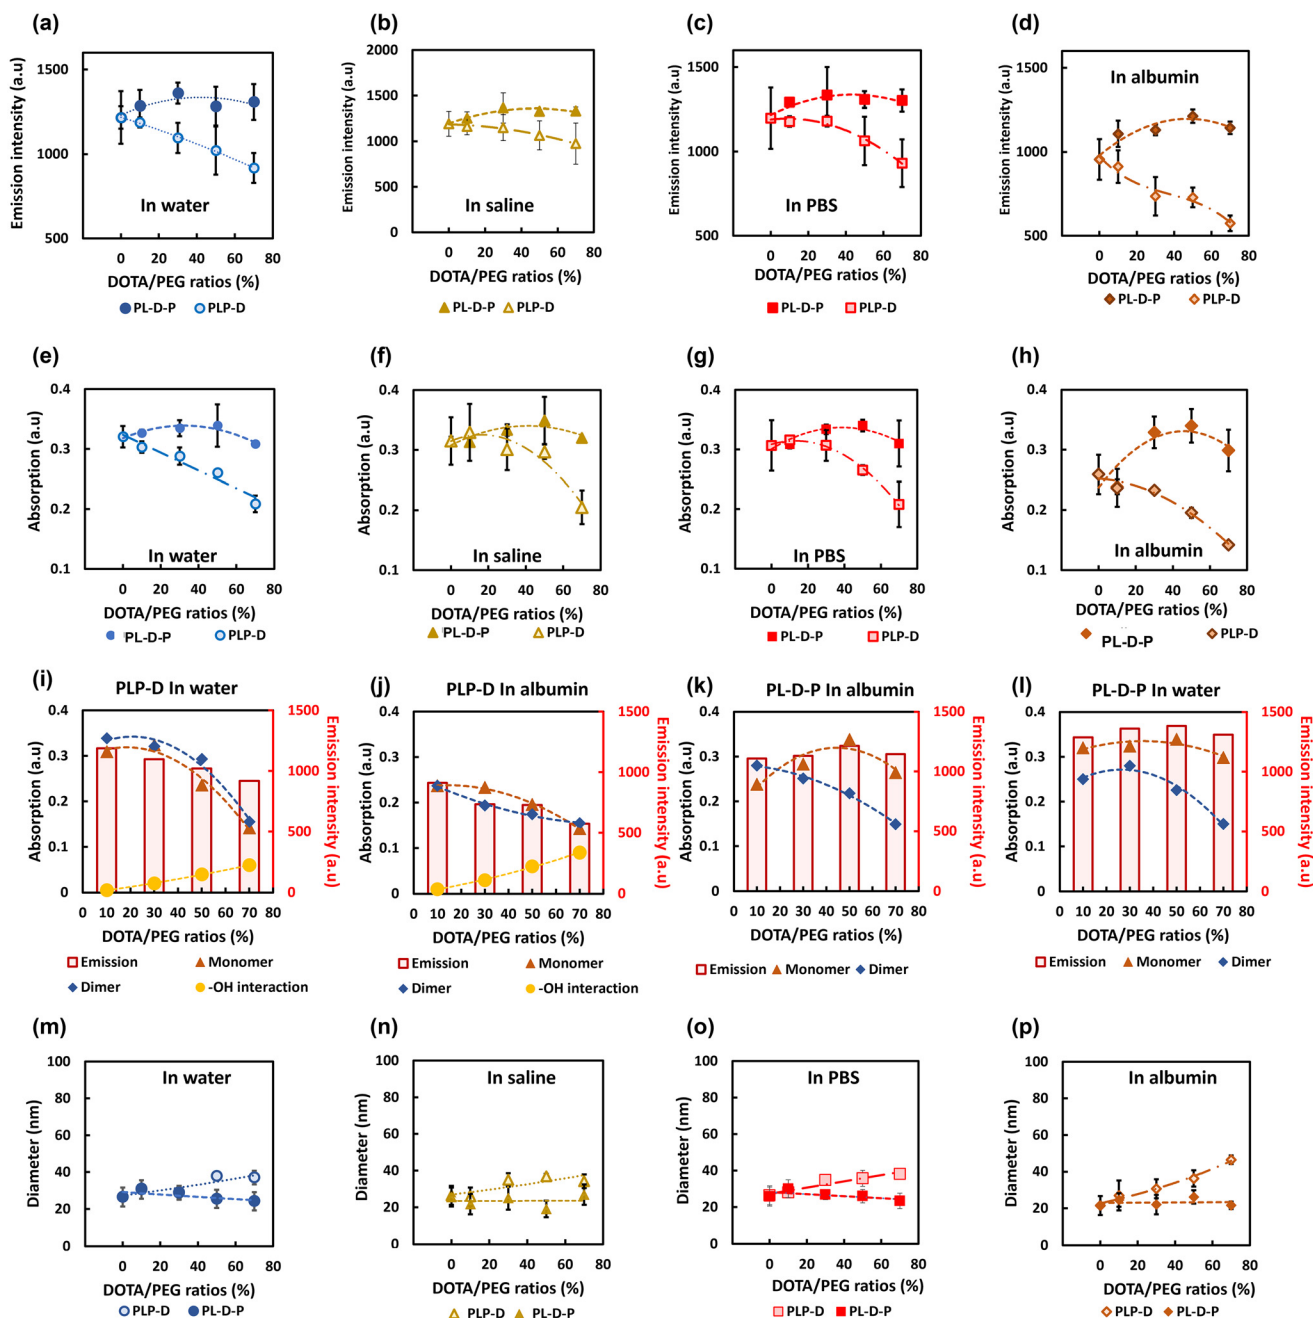 (a)
1500
1000
500
Emission intensity (a.u)
In water
0 20 40 60 80
DOTA/PEG ratios (%)
PL-D-P PLP-D
(b)
2000
1500
1000
500
0
Emission intensity (a.u)
In saline
0 20 40 60 80
DOTA/PEG ratios (%)
PL-D-P PLP-D
(c)
1500
1000
500
Emission intensity (a.u)
In PBS
0 20 40 60 80
DOTA/PEG ratios (%)
PL-D-P PLP-D
(d)
1500
1000
500
Emission intensity (a.u)
In albumin
0 20 40 60 80
DOTA/PEG ratios (%)
PL-D-P PLP-D
(e)
0.4
0.3
0.2
0.1
Absorption (a.u)
In water
0 20 40 60 80
DOTA/PEG ratios (%)
PL-D-P PLP-D
(f)
0.4
0.3
0.2
0.1
Absorption (a.u)
In saline
0 20 40 60 80
DOTA/PEG ratios (%)
PL-D-P PLP-D
(g)
0.4
0.3
0.2
0.1
Absorption (a.u)
In PBS
0 20 40 60 80
DOTA/PEG ratios (%)
PL-D-P PLP-D
(h)
0.4
0.3
0.2
0.1
Absorption (a.u)
In albumin
0 20 40 60 80
DOTA/PEG ratios (%)
PL-D-P PLP-D
(i)
PLP-D In water
0.4
0.3
0.2
0.1
0
Absorption (a.u)
1500
1000
500
0
Emission intensity (a.u)
0 10 20 30 40 50 60 70 80
DOTA/PEG ratios (%)
Emission Monomer
Dimer -OH interaction
(j)
PLP-D In albumin
0.4
0.3
0.2
0.1
0
Absorption (a.u)
1500
1000
500
0
Emission intensity (a.u)
0 10 20 30 40 50 60 70 80
DOTA/PEG ratios (%)
Emission Monomer
Dimer -OH interaction
(k)
PL-D-P In albumin
0.4
0.3
0.2
0.1
0
Absorption (a.u)
1500
1000
500
0
Emission intensity (a.u)
0 10 20 30 40 50 60 70 80
DOTA/PEG ratios (%)
Emission Monomer Dimer
(l)
PL-D-P In water
0.4
0.3
0.2
0.1
0
Absorption (a.u)
1500
1000
500
0
Emission intensity (a.u)
0 10 20 30 40 50 60 70 80
DOTA/PEG ratios (%)
Emission Monomer Dimer
(m)
100
80
60
40
20
0
Diameter (nm)
In water
0 20 40 60 80
DOTA/PEG ratios (%)
PLP-D PL-D-P
(n)
100
80
60
40
20
0
Diameter (nm)
In saline
0 20 40 60 80
DOTA/PEG ratios (%)
PLP-D PL-D-P
(o)
100
80
60
40
20
0
Diameter (nm)
In PBS
0 20 40 60 80
DOTA/PEG ratios (%)
PLP-D PL-D-P
(p)
100
80
60
40
20
0
Diameter (nm)
In albumin
0 20 40 60 80
DOTA/PEG ratios (%)
PLP-D PL-D-P